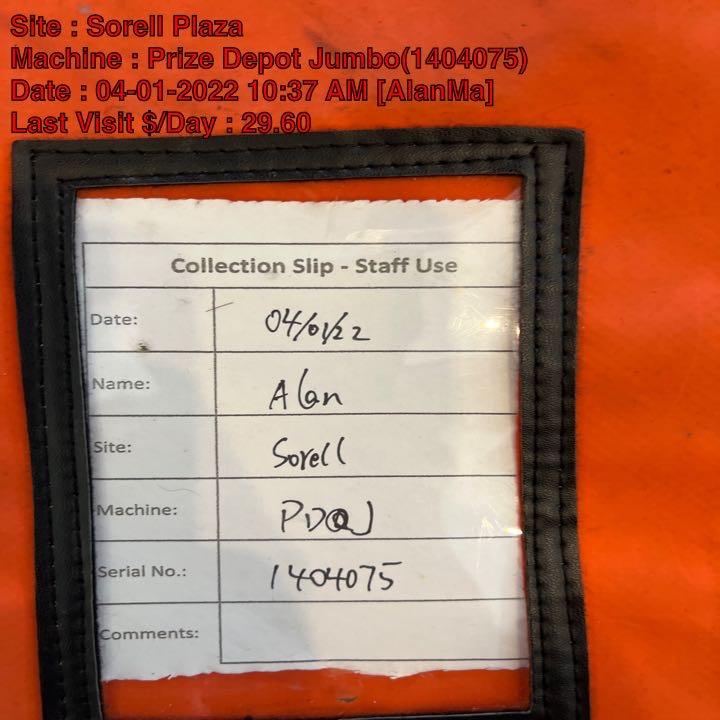 Site : Sorell Plaza
Machine : Prize Depot Jumbo(1404075)
Date : 04-01-2022 10:37 AM [AlanMa]
Last Visit $/Day : 29.60
Collection Slip - Staff Use
Date: 04/01/22
Name: Alan
Site: Sorell
Machine: PDJ
Serial No.: 1404075
Comments: